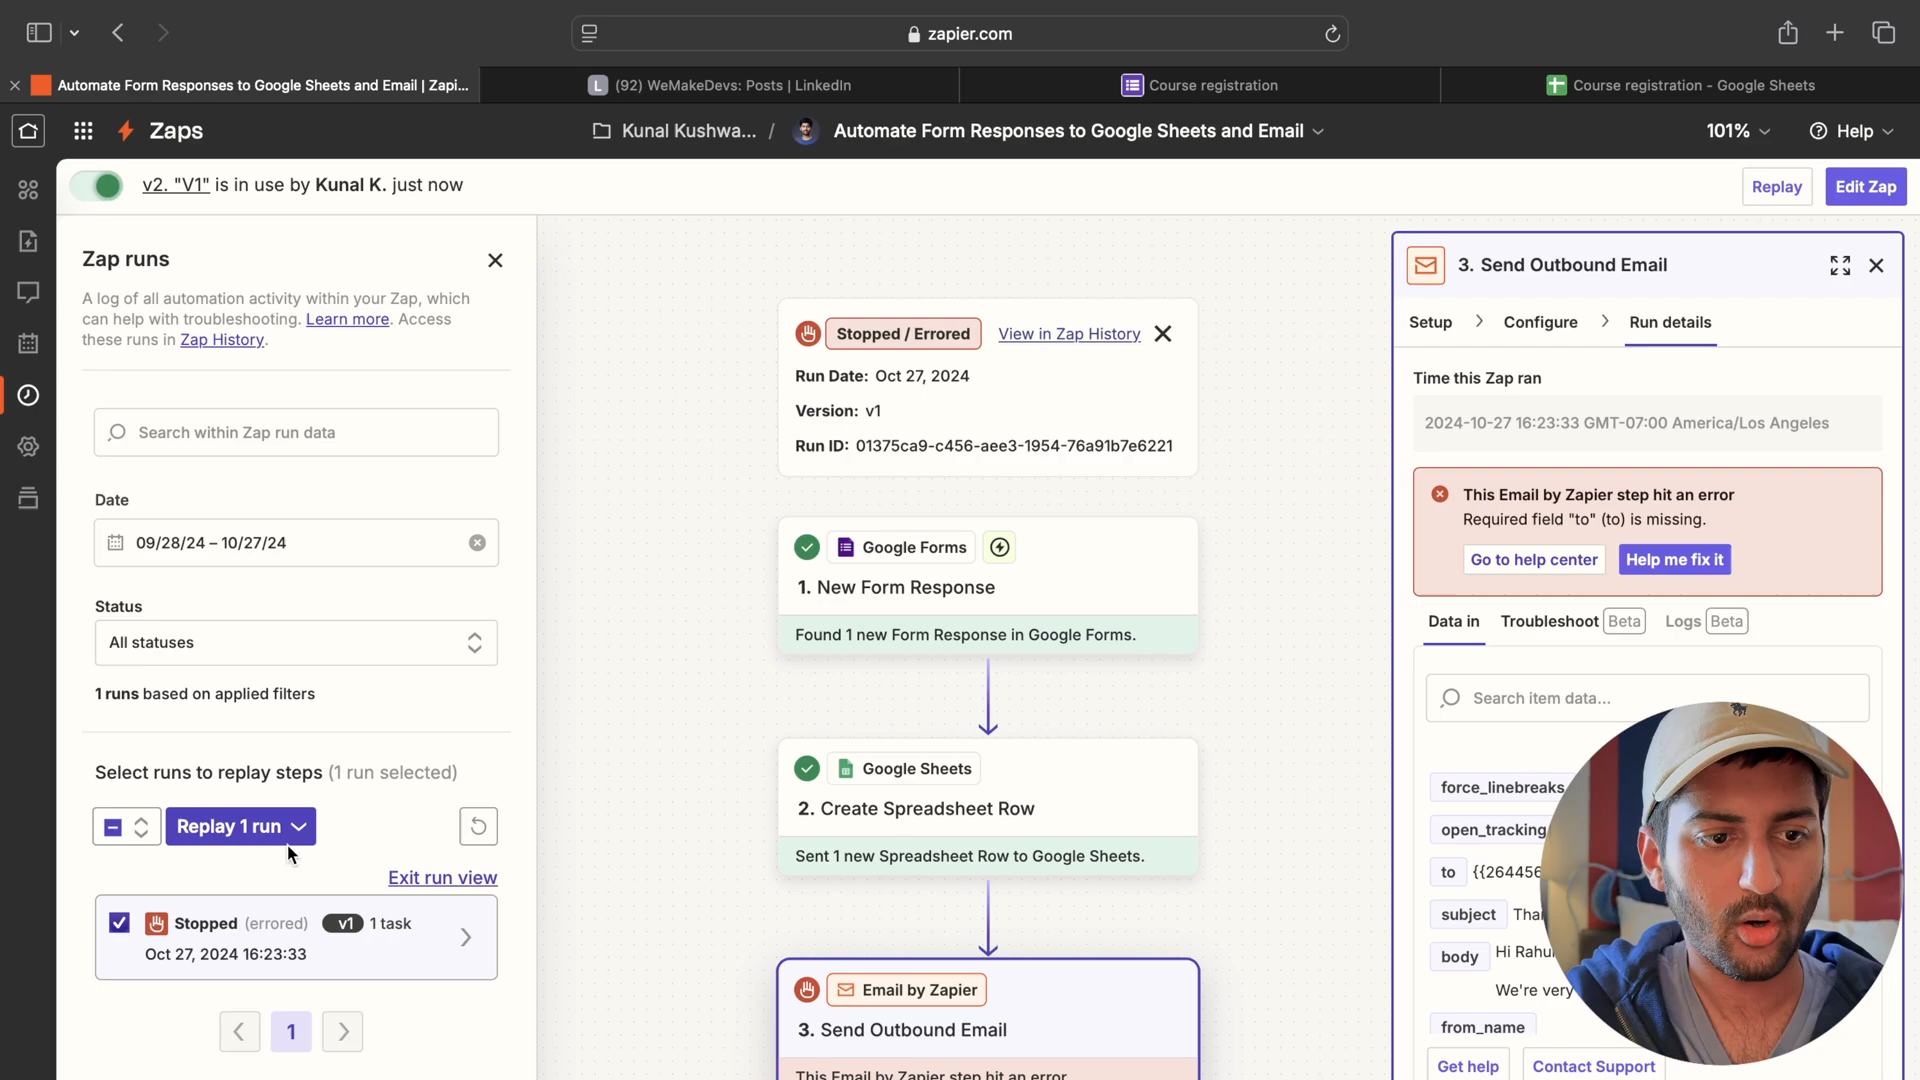 zapier.com
Automate Form Responses to Google Sheets and Email | Zapi...
L (92) WeMakeDevs: Posts | LinkedIn
Course registration
Course registration - Google Sheets
Zaps
Kunal Kushwa... / Automate Form Responses to Google Sheets and Email
101%
Help
v2. "V1" is in use by Kunal K. just now
Replay
Edit Zap
Zap runs
A log of all automation activity within your Zap, which
can help with troubleshooting. Learn more. Access
these runs in Zap History.
Search within Zap run data
Date
09/28/24 – 10/27/24
Status
All statuses
1 runs based on applied filters
Select runs to replay steps (1 run selected)
Replay 1 run
Exit run view
Stopped (errored) v1 1 task
Oct 27, 2024 16:23:33
1
Stopped / Errored View in Zap History
Run Date: Oct 27, 2024
Version: v1
Run ID: 01375ca9-c456-aee3-1954-76a91b7e6221
Google Forms
1. New Form Response
Found 1 new Form Response in Google Forms.
Google Sheets
2. Create Spreadsheet Row
Sent 1 new Spreadsheet Row to Google Sheets.
Email by Zapier
3. Send Outbound Email
This Email by Zapier step hit an error
3. Send Outbound Email
Setup
Configure
Run details
Time this Zap ran
2024-10-27 16:23:33 GMT-07:00 America/Los Angeles
This Email by Zapier step hit an error
Required field "to" (to) is missing.
Go to help center
Help me fix it
Data in
Troubleshoot Beta
Logs Beta
Search item data...
force_linebreaks
open_tracking
to {{264456
subject Than
body Hi Rahu
We're very
from_name
Get help
Contact Support